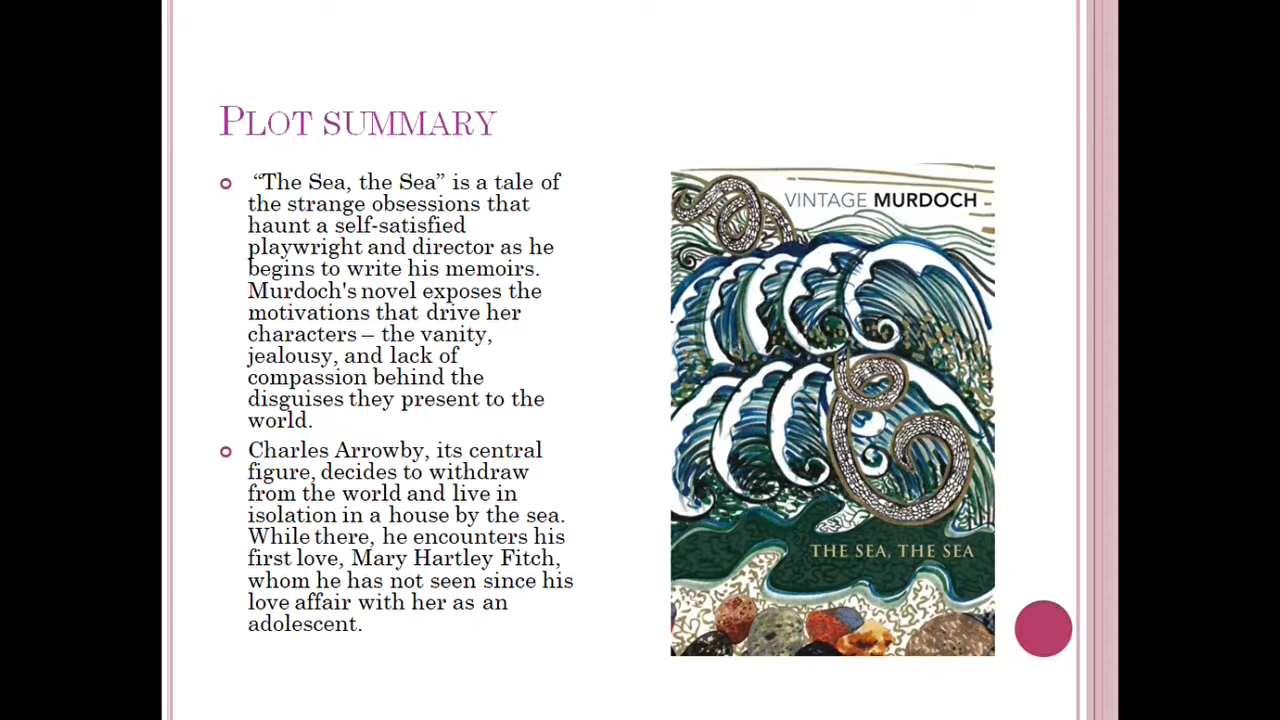 PLOT SUMMARY
“The Sea, the Sea” is a tale of
the strange obsessions that
haunt a self-satisfied
playwright and director as he
begins to write his memoirs.
Murdoch's novel exposes the
motivations that drive her
characters – the vanity,
jealousy, and lack of
compassion behind the
disguises they present to the
world.
Charles Arrowby, its central
figure, decides to withdraw
from the world and live in
isolation in a house by the sea.
While there, he encounters his
first love, Mary Hartley Fitch,
whom he has not seen since his
love affair with her as an
adolescent.
VINTAGE MURDOCH
THE SEA, THE SEA